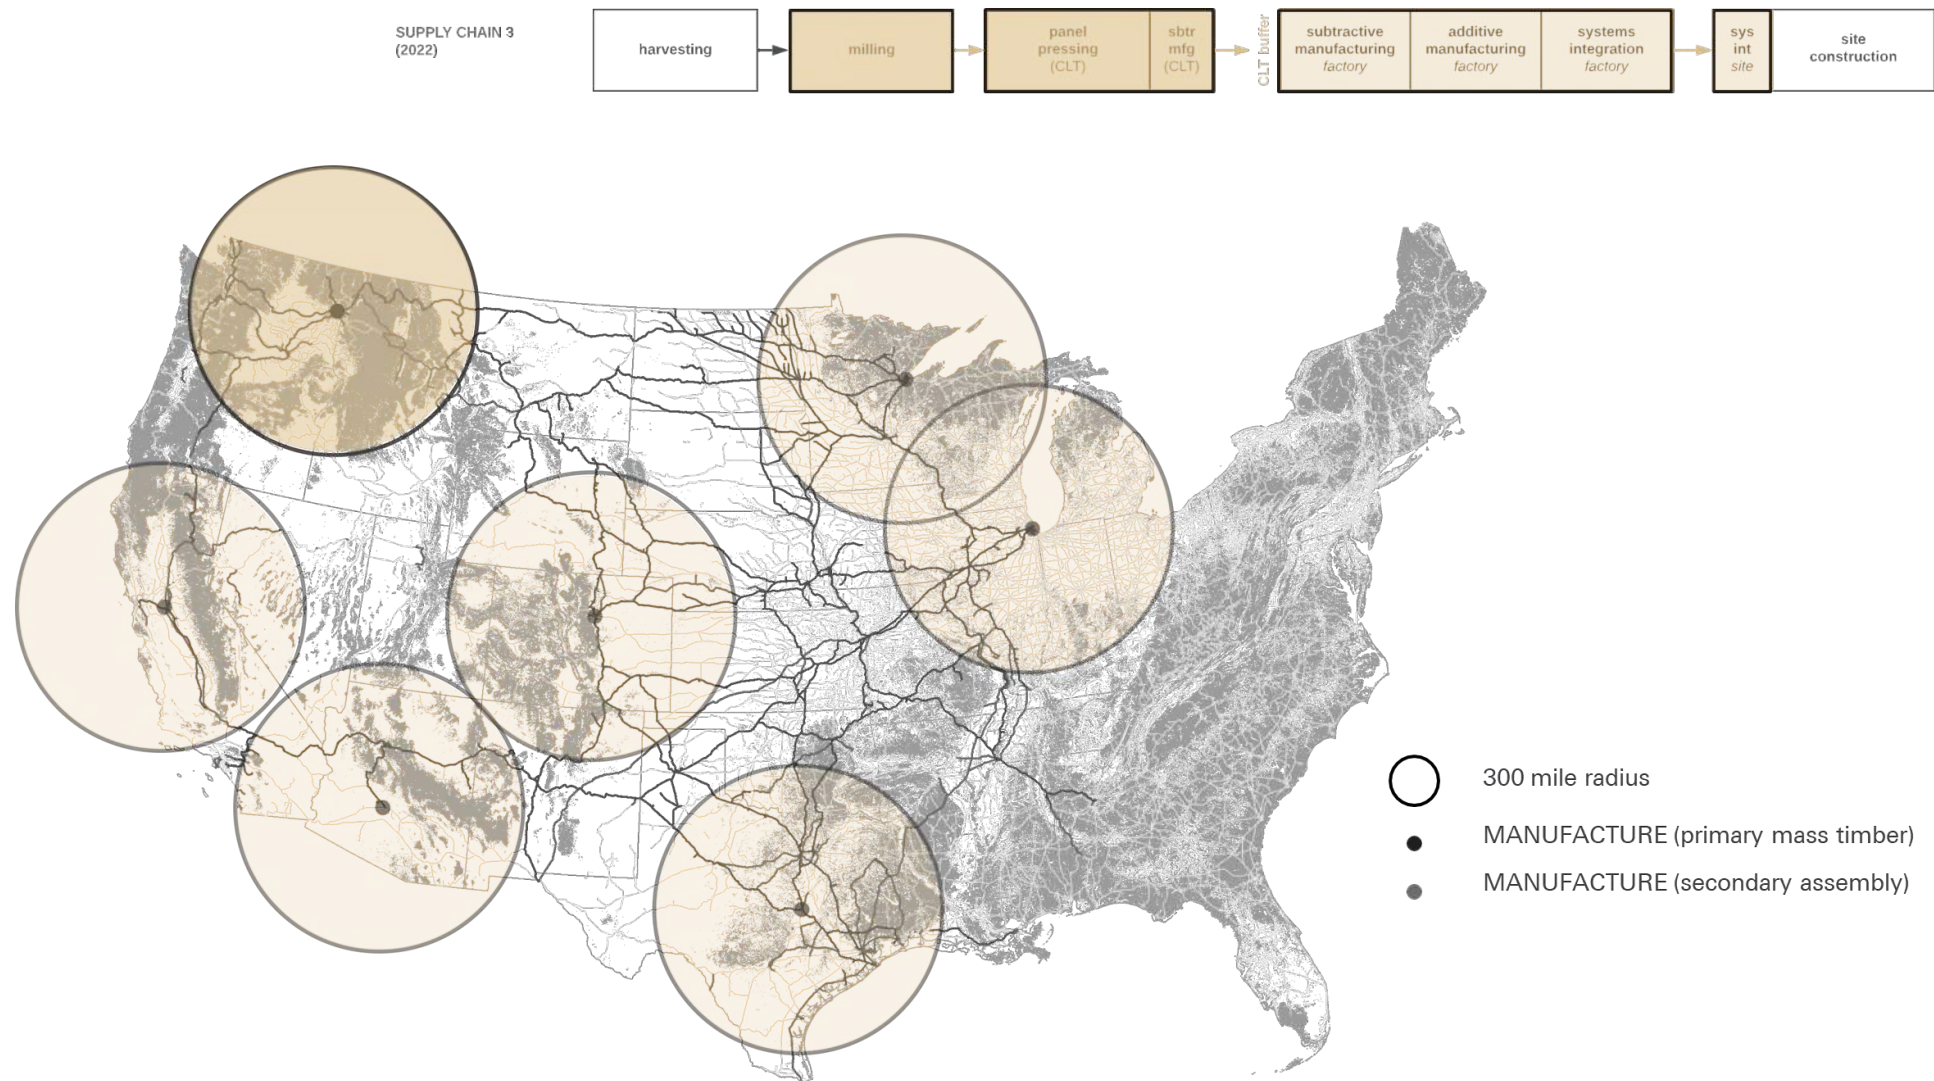 SUPPLY CHAIN 3
(2022)
harvesting
milling
panel
pressing
(CLT)
sbtr
mfg
(CLT)
CLT buffer
subtractive
manufacturing
factory
additive
manufacturing
factory
systems
integration
factory
sys
int
site
site
construction
300 mile radius
MANUFACTURE (primary mass timber)
MANUFACTURE (secondary assembly)